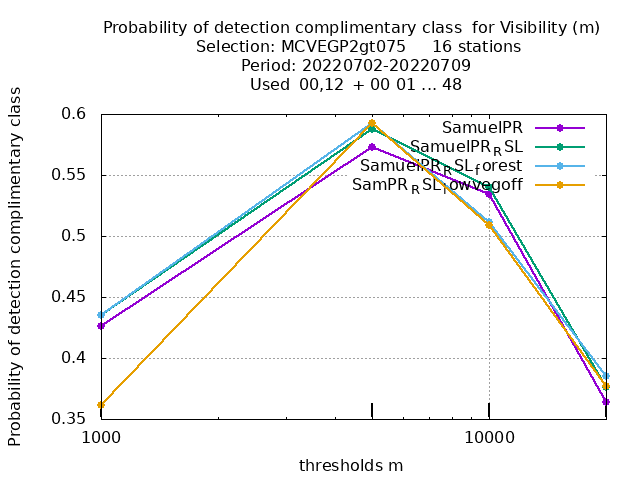 Probability of detection complimentary class  for Visibility (m)
Selection: MCVEGP2gt075     16 stations
Period: 20220702-20220709
Used  00,12  + 00 01 ... 48
Probability of detection complimentary class
0.6
0.55
0.5
0.45
0.4
0.35
SamuelPR
SamuelPR_RSL
SamuelPR_RSL_forest
SamPR_RSL_lowvegoff
1000
10000
thresholds m